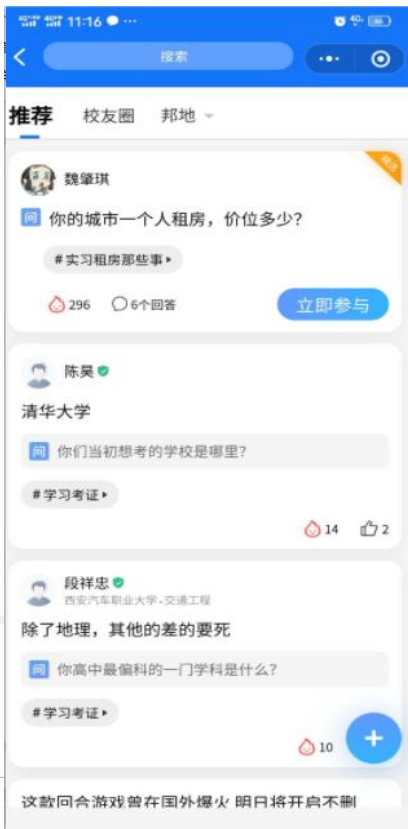 11:16
搜索
推荐
校友圈
邦地
精选
魏肇琪
问 你的城市一个人租房，价位多少?
#实习租房那些事
296
6个回答
立即参与
陈昊
清华大学
问 你们当初想考的学校是哪里?
#学习考证
14
2
段祥忠
西安汽车职业大学·交通工程
除了地理，其他的差的要死
问 你高中最偏科的一门学科是什么?
#学习考证
10
这款回合游戏曾在国外爆火 明日将开启不删